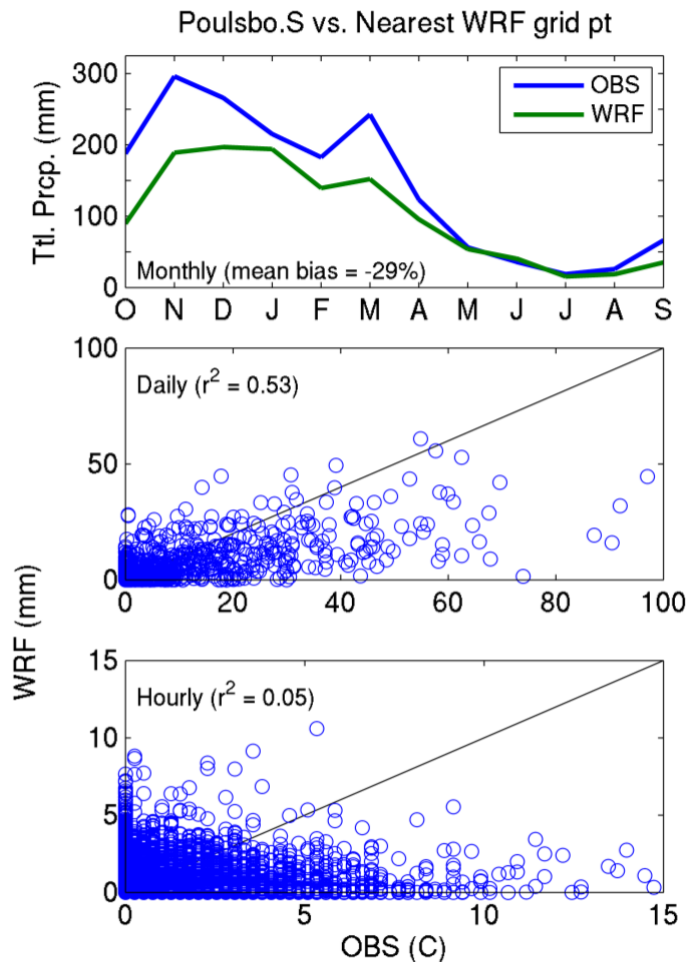 Poulsbo.S vs. Nearest WRF grid pt
300
200
100
0
Ttl. Prcp. (mm)
OBS
WRF
Monthly (mean bias = -29%)
O N D J F M A M J J A S
100
50
0
Daily (r² = 0.53)
0 20 40 60 80 100
WRF (mm)
15
10
5
0
Hourly (r² = 0.05)
0 5 10 15
OBS (C)